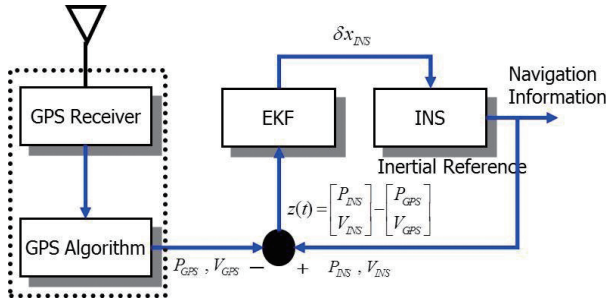 δx_INS
Navigation
Information
GPS Receiver
EKF
INS
Inertial Reference
z(t) = [P_INS V_INS] − [P_GPS V_GPS]
GPS Algorithm
P_GPS , V_GPS − + P_INS , V_INS